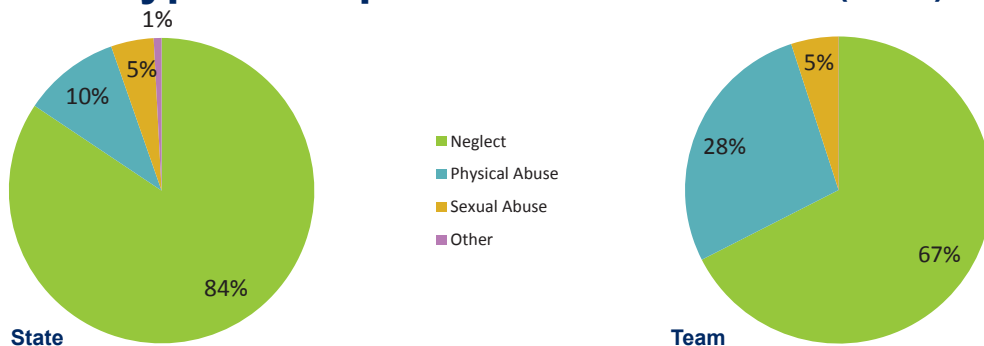 1%
5%
10%
84%
State
Neglect
Physical Abuse
Sexual Abuse
Other
5%
28%
67%
Team